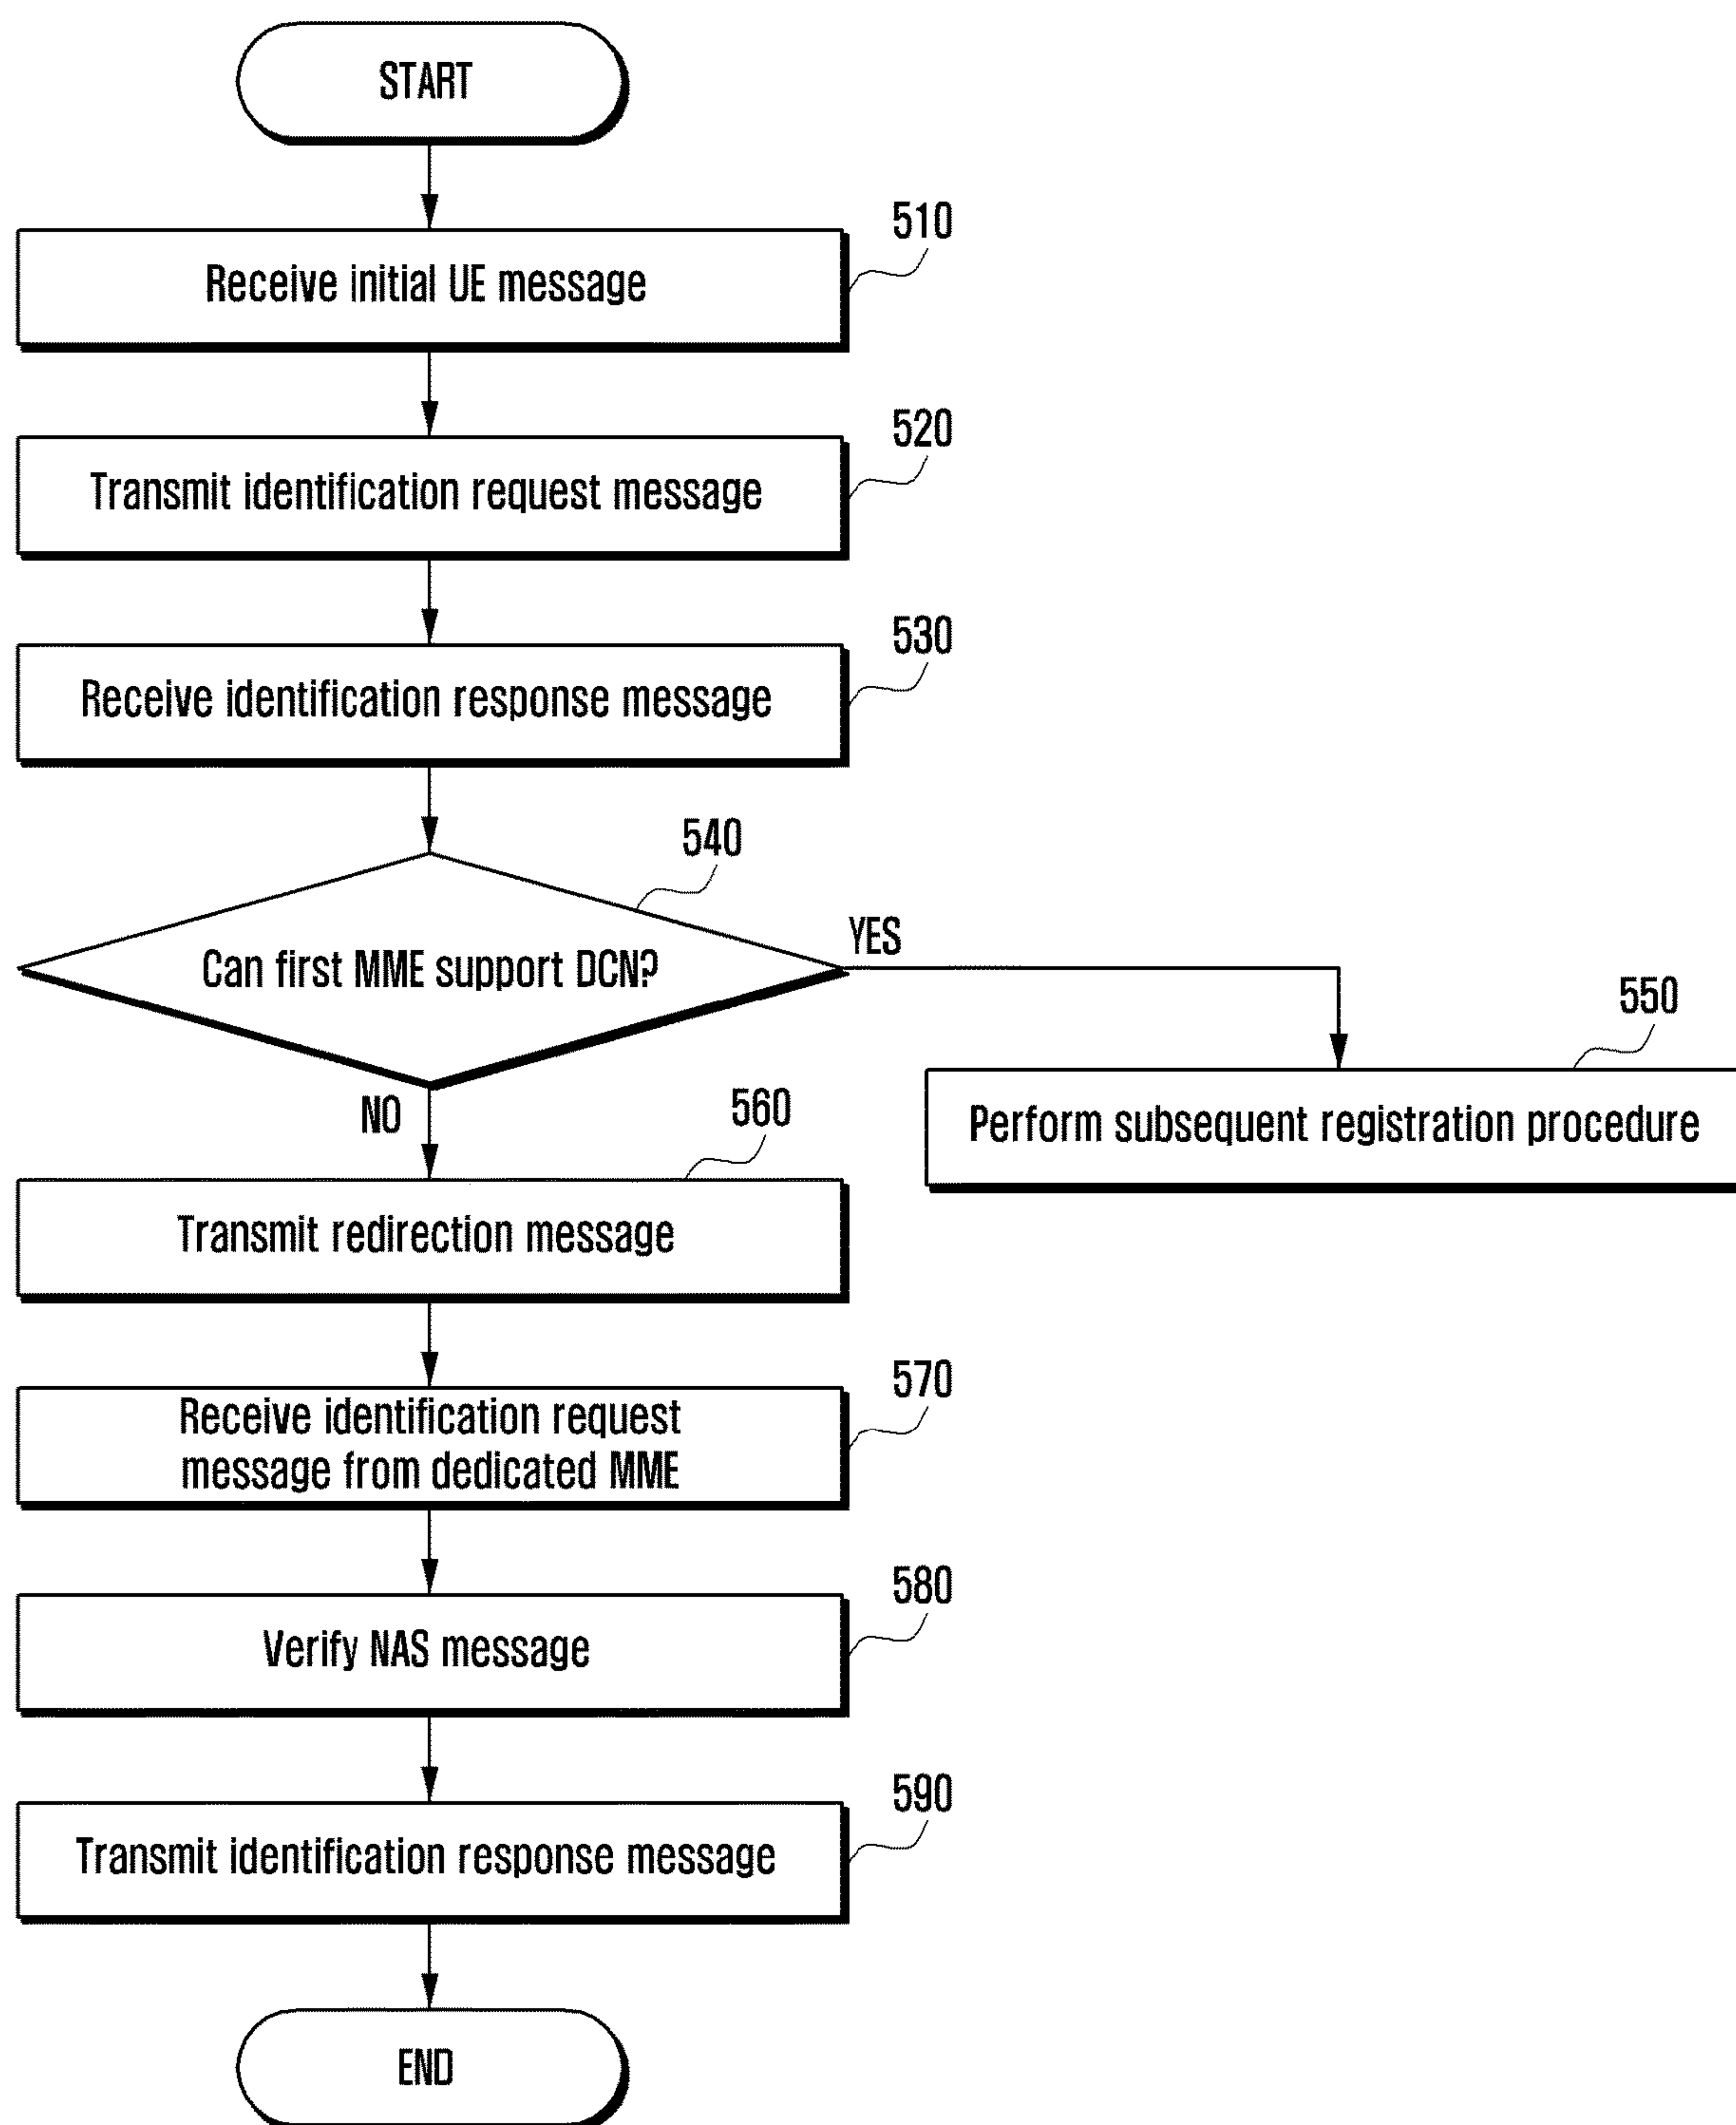 START
510
Receive initial UE message
520
Transmit identification request message
530
Receive identification response message
540
Can first MME support DCN?
YES
550
Perform subsequent registration procedure
NO
560
Transmit redirection message
570
Receive identification request
message from dedicated MME
580
Verify NAS message
590
Transmit identification response message
END